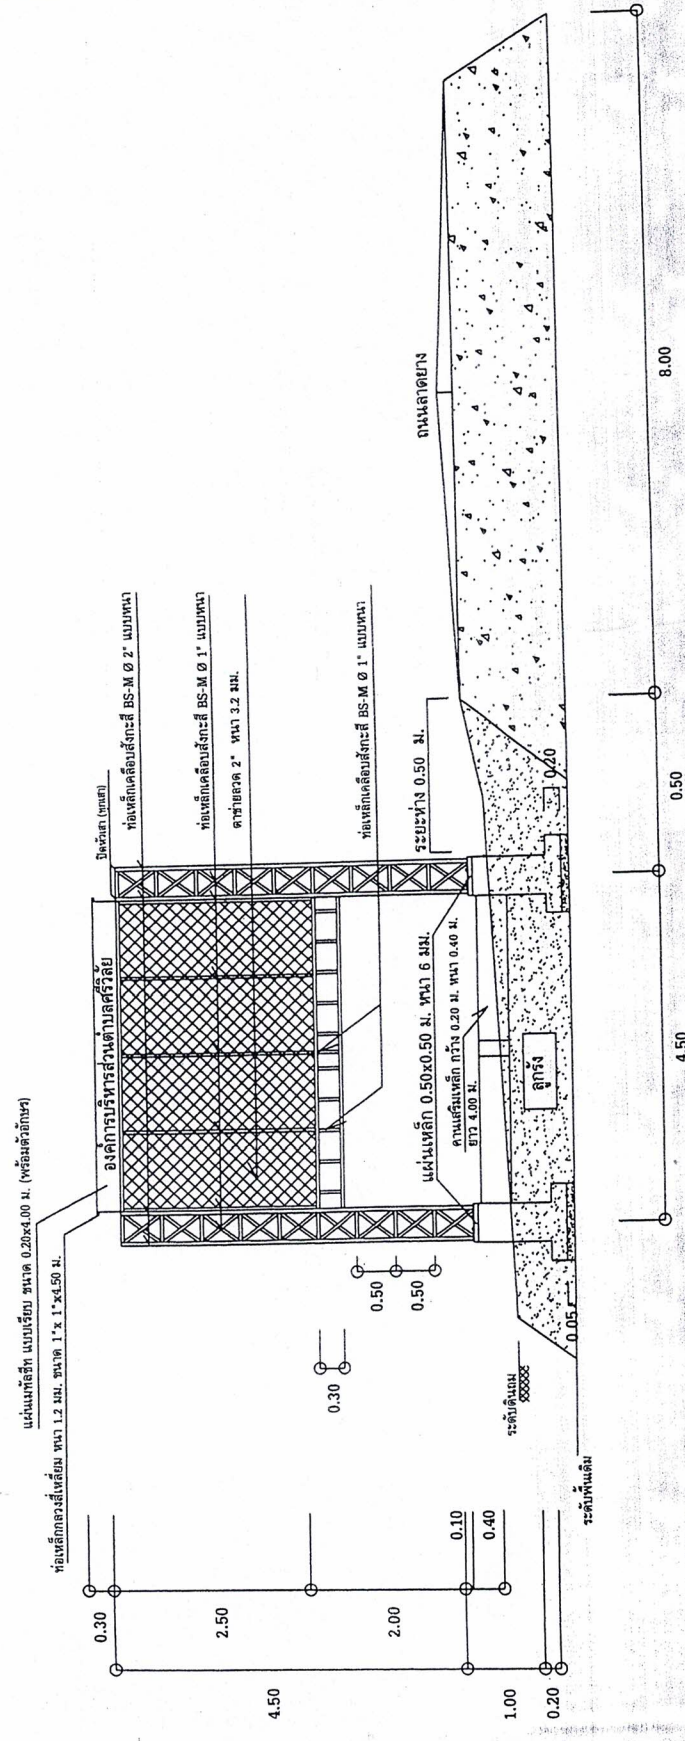 แผ่นเมทัลชีท แบบเรียบ ขนาด 0.20x4.00 ม. (พร้อมตัวอักษร)
ท่อเหล็กกลวงสี่เหลี่ยม หนา 1.2 มม. ขนาด 1"x 1"x4.50 ม.
องค์การบริหารส่วนตำบลศรีวิลัย
ปิดหัวเสา (ทุกเสา)
ท่อเหล็กเคลือบสังกะสี BS-M Ø 2" แบบหนา
ท่อเหล็กเคลือบสังกะสี BS-M Ø 1" แบบหนา
ตาข่ายลวด 2" หนา 3.2 มม.
ท่อเหล็กเคลือบสังกะสี BS-M Ø 1" แบบหนา
ถนนลาดยาง
ระยะห่าง 0.50 ม.
แผ่นเหล็ก 0.50x0.50 ม. หนา 6 มม.
คานเสริมเหล็ก กว้าง 0.20 ม. หนา 0.40 ม.
ยาว 4.00 ม.
ลูกรัง
0.20
0.05
ระดับดินถม
ระดับพื้นเดิม
0.30
2.50
2.00
0.10
0.40
4.50
1.00
0.20
0.30
0.50
0.50
4.50
0.50
8.00